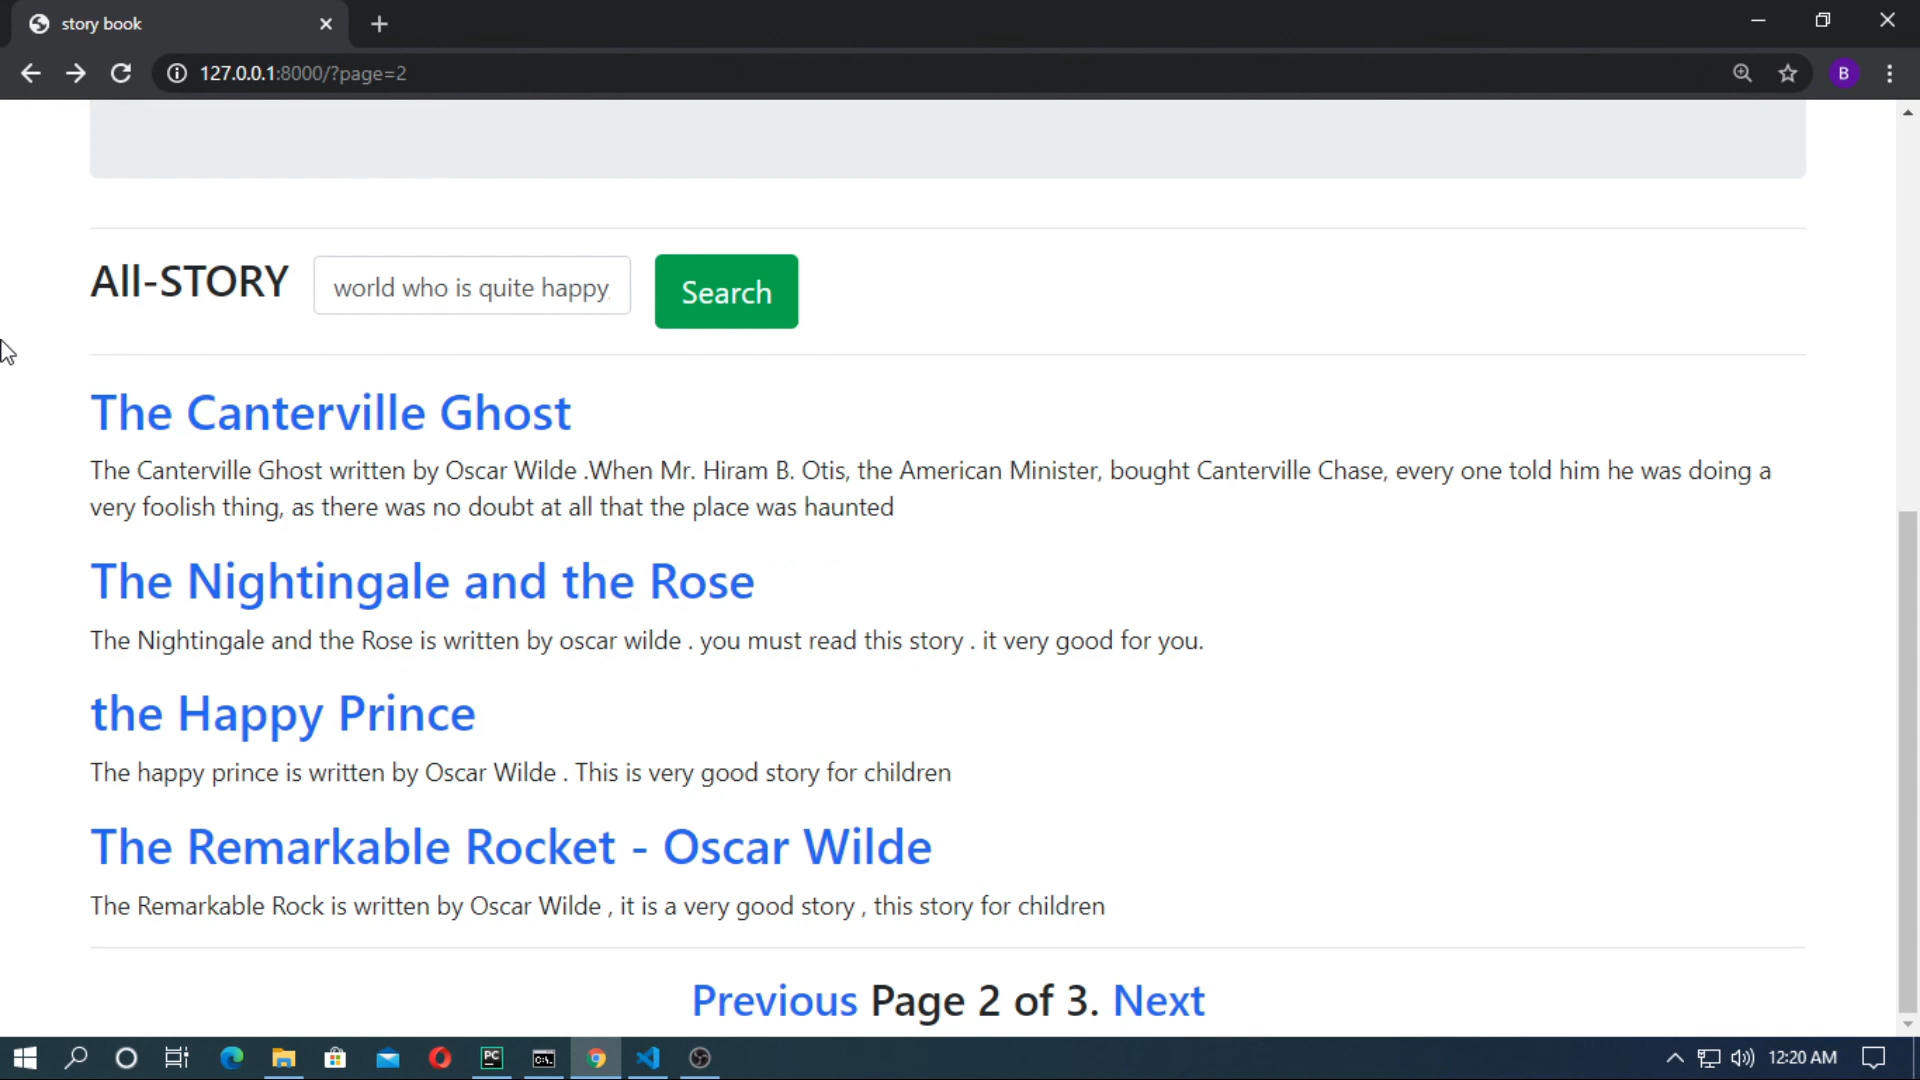 story book
127.0.0.1:8000/?page=2
B
All-STORY
world who is quite happy,
Search
The Canterville Ghost
The Canterville Ghost written by Oscar Wilde .When Mr. Hiram B. Otis, the American Minister, bought Canterville Chase, every one told him he was doing a
very foolish thing, as there was no doubt at all that the place was haunted
The Nightingale and the Rose
The Nightingale and the Rose is written by oscar wilde . you must read this story . it very good for you.
the Happy Prince
The happy prince is written by Oscar Wilde . This is very good story for children
The Remarkable Rocket - Oscar Wilde
The Remarkable Rock is written by Oscar Wilde , it is a very good story , this story for children
Previous Page 2 of 3. Next
PC
C:\.
12:20 AM